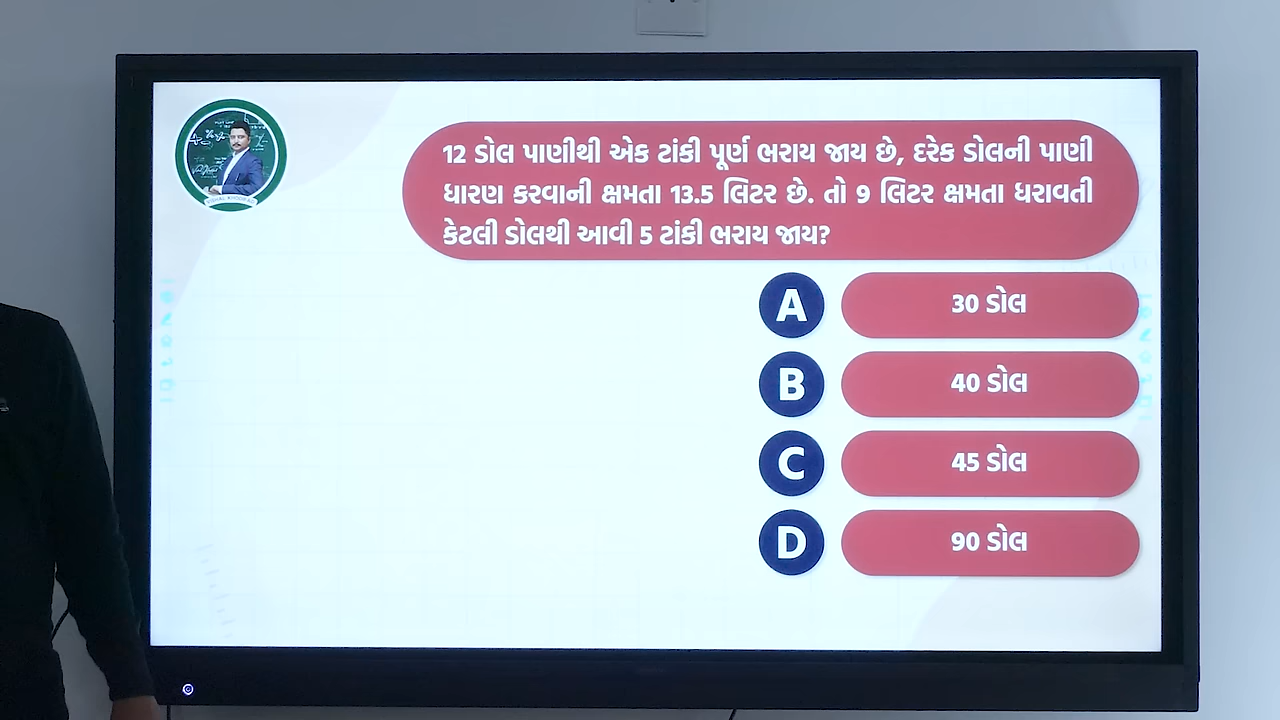 12 ડોલ પાણીથી એક ટાંકી પૂર્ણ ભરાય જાય છે, દરેક ડોલની પાણી
ધારણ કરવાની ક્ષમતા 13.5 લિટર છે. તો 9 લિટર ક્ષમતા ધરાવતી
કેટલી ડોલથી આવી 5 ટાંકી ભરાય જાય?
A 30 ડોલ
B 40 ડોલ
C 45 ડોલ
D 90 ડોલ